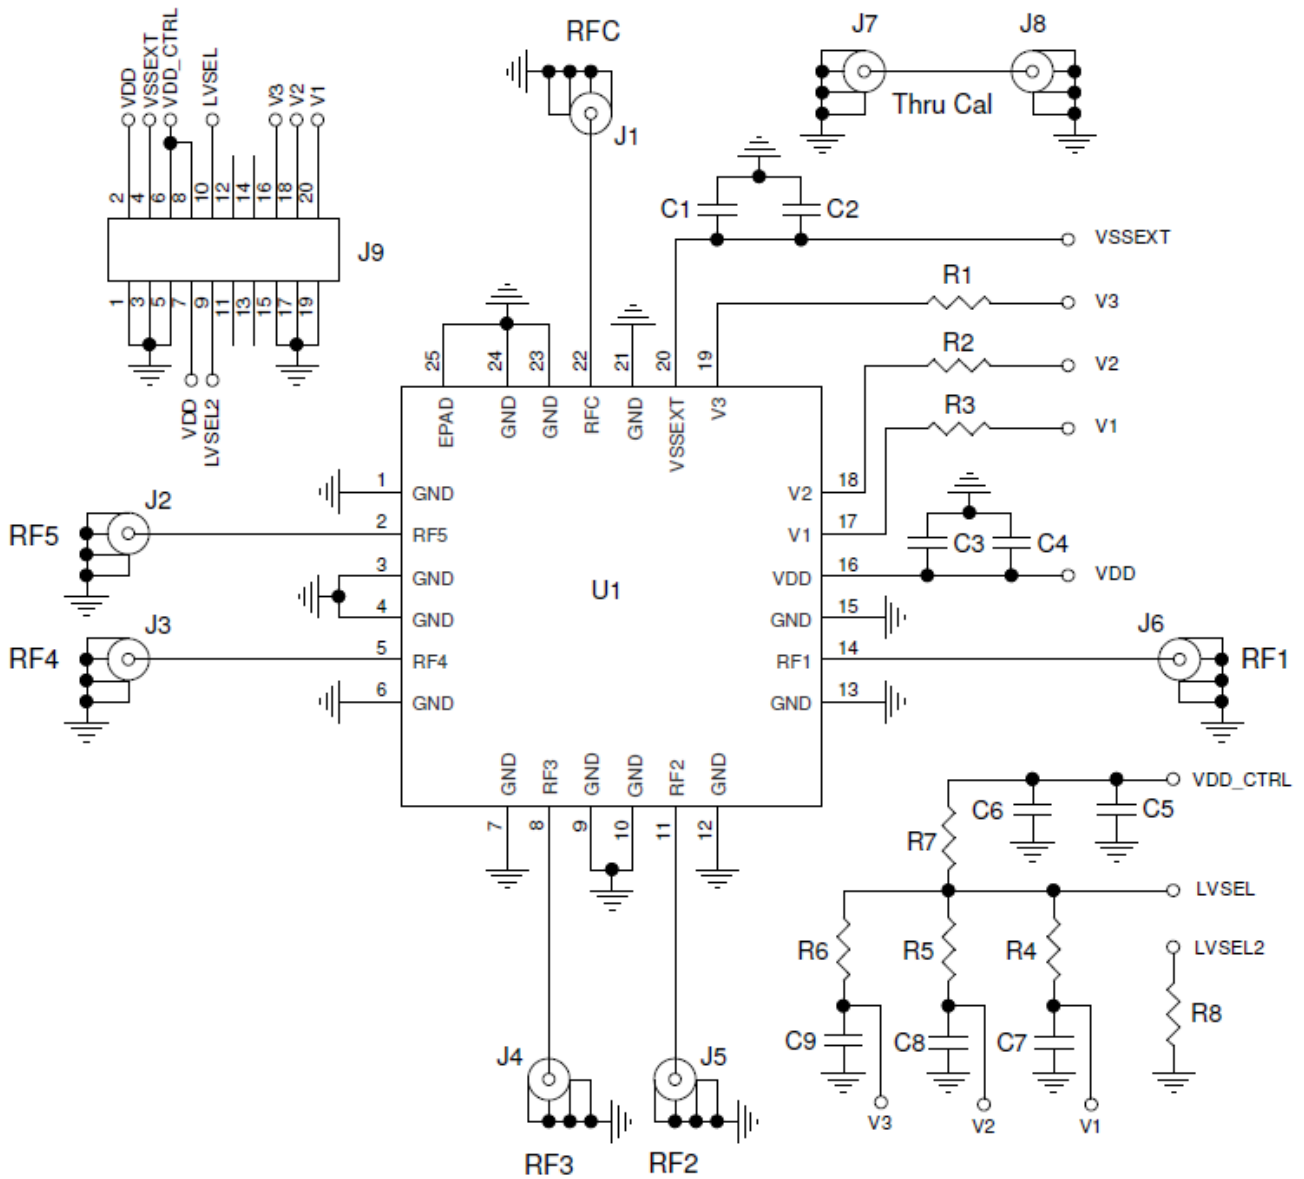 RFC
J1
J7
J8
Thru Cal
VDD
VSSEXT
VDD_CTRL
LVSEL
V3
V2
V1
2
4
6
8
10
12
14
16
18
20
J9
1
3
5
7
9
11
13
15
17
19
VDD
LVSEL2
C1
C2
VSSEXT
R1
V3
R2
V2
R3
V1
25
24
23
22
21
20
19
EPAD
GND
GND
RFC
GND
VSSEXT
V3
1
GND
2
RF5
3
GND
4
GND
5
RF4
6
GND
J2
RF5
J3
RF4
U1
V2
18
V1
17
VDD
16
GND
15
RF1
14
GND
13
C3
C4
VDD
J6
RF1
GND
RF3
GND
GND
RF2
GND
7
8
9
10
11
12
J4
RF3
J5
RF2
VDD_CTRL
C6
C5
R7
LVSEL
R6
R5
R4
LVSEL2
R8
C9
C8
C7
V3
V2
V1